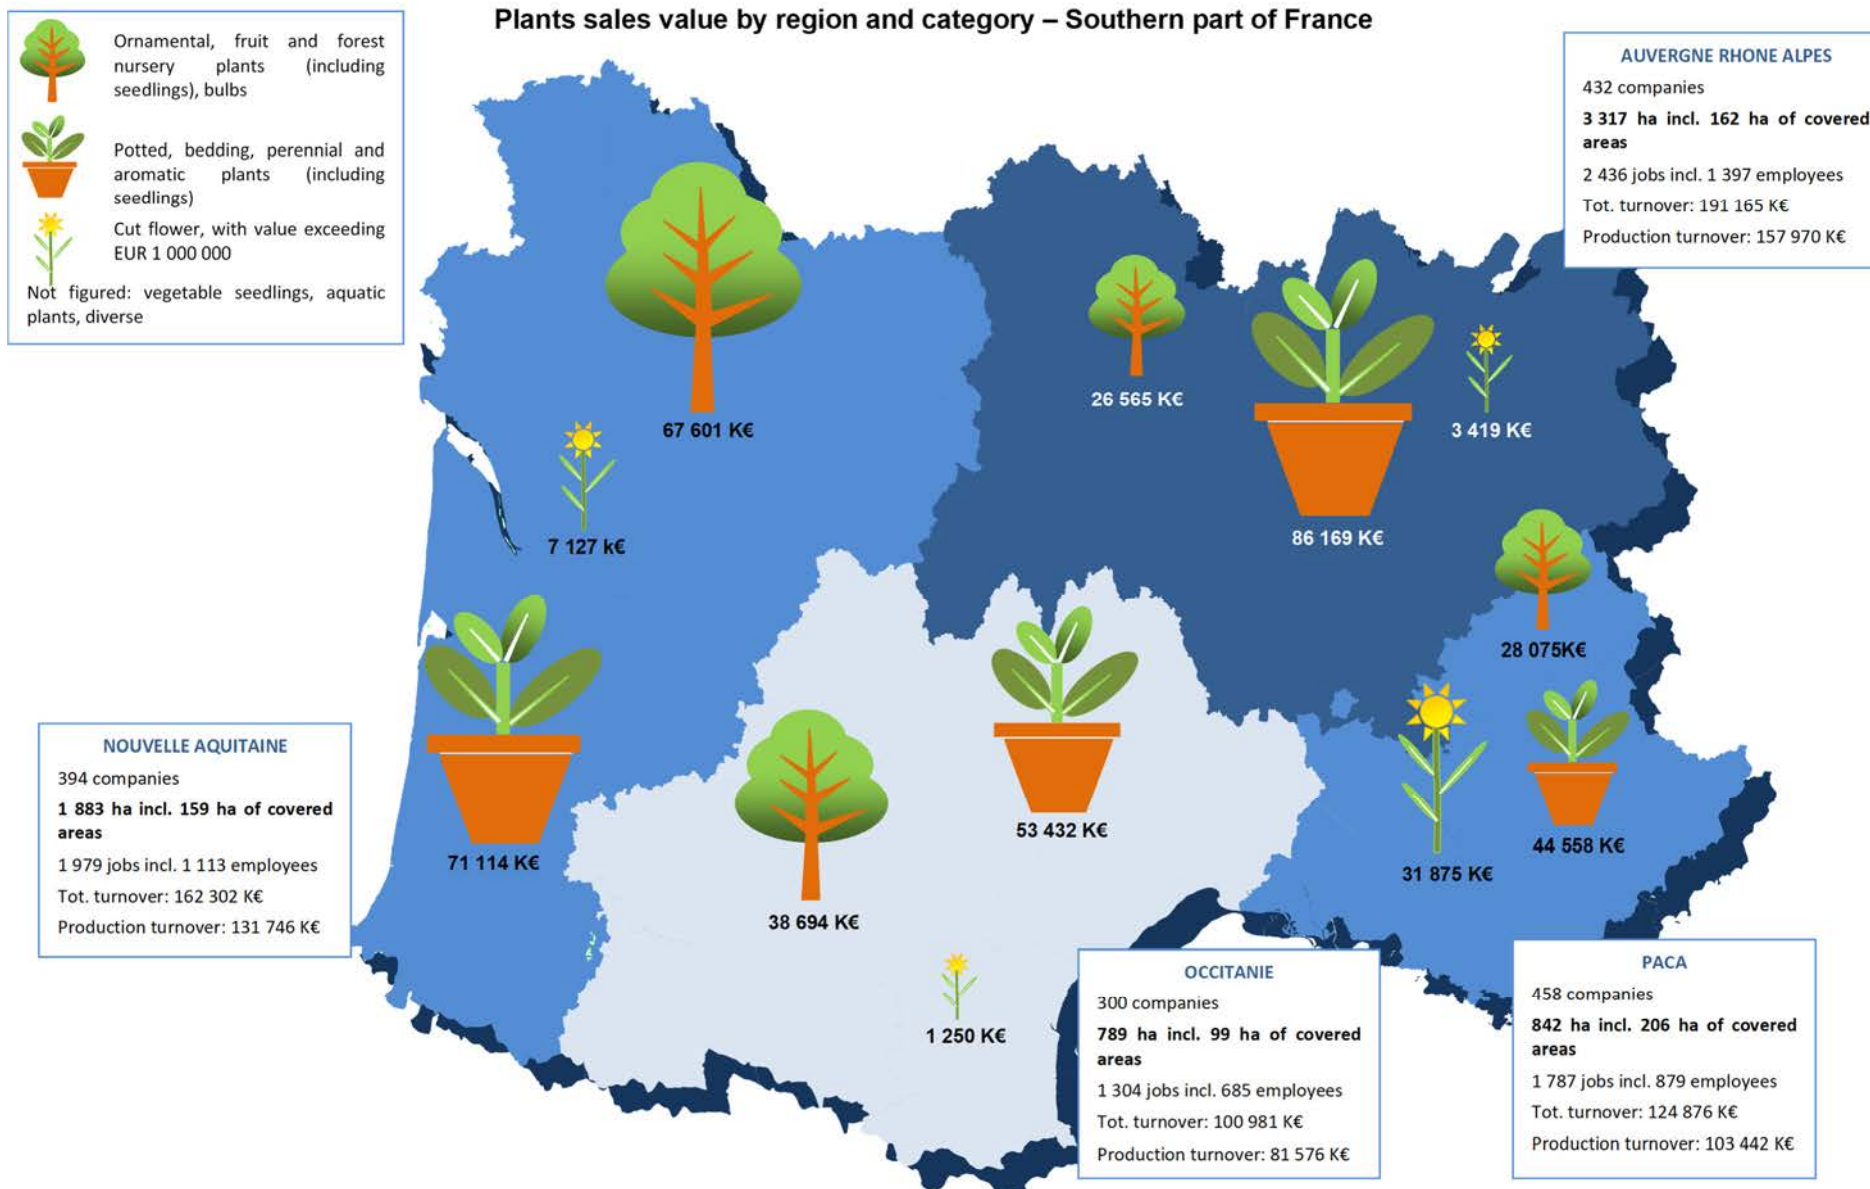 Plants sales value by region and category – Southern part of France
Ornamental, fruit and forest
nursery plants (including
seedlings), bulbs
Potted, bedding, perennial and
aromatic plants (including
seedlings)
Cut flower, with value exceeding
EUR 1 000 000
Not figured: vegetable seedlings, aquatic
plants, diverse
AUVERGNE RHONE ALPES
432 companies
3 317 ha incl. 162 ha of covered
areas
2 436 jobs incl. 1 397 employees
Tot. turnover: 191 165 K€
Production turnover: 157 970 K€
26 565 K€
67 601 K€
3 419 K€
86 169 K€
7 127 k€
28 075K€
NOUVELLE AQUITAINE
394 companies
1 883 ha incl. 159 ha of covered
areas
1 979 jobs incl. 1 113 employees
Tot. turnover: 162 302 K€
Production turnover: 131 746 K€
71 114 K€
53 432 K€
44 558 K€
31 875 K€
38 694 K€
1 250 K€
OCCITANIE
300 companies
789 ha incl. 99 ha of covered
areas
1 304 jobs incl. 685 employees
Tot. turnover: 100 981 K€
Production turnover: 81 576 K€
PACA
458 companies
842 ha incl. 206 ha of covered
areas
1 787 jobs incl. 879 employees
Tot. turnover: 124 876 K€
Production turnover: 103 442 K€